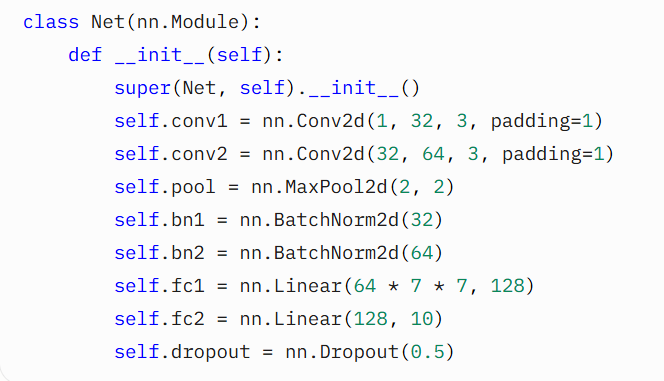 class Net(nn.Module):
    def __init__(self):
        super(Net, self).__init__()
        self.conv1 = nn.Conv2d(1, 32, 3, padding=1)
        self.conv2 = nn.Conv2d(32, 64, 3, padding=1)
        self.pool = nn.MaxPool2d(2, 2)
        self.bn1 = nn.BatchNorm2d(32)
        self.bn2 = nn.BatchNorm2d(64)
        self.fc1 = nn.Linear(64 * 7 * 7, 128)
        self.fc2 = nn.Linear(128, 10)
        self.dropout = nn.Dropout(0.5)